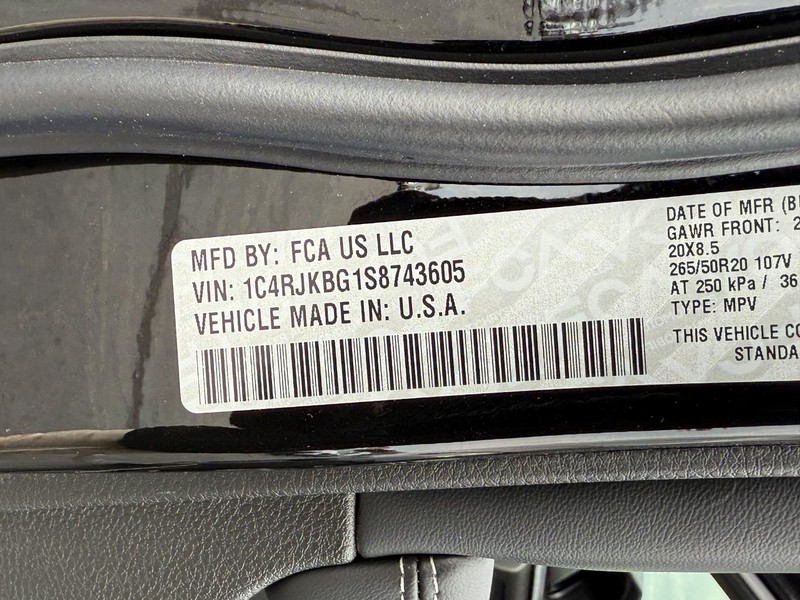 MFD BY: FCA US LLC
VIN: 1C4RJKBG1S8743605
VEHICLE MADE IN: U.S.A.
DATE OF MFR
GAWR FRONT:
20X8.5
265/50R20 107V
AT 250 kPa / 36
TYPE: MPV
THIS VEHICLE